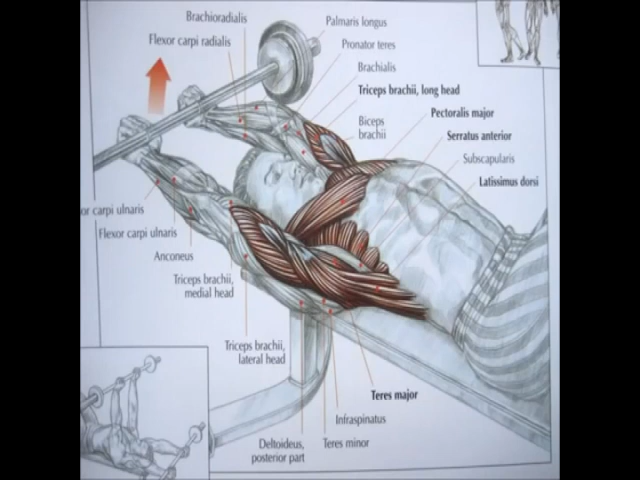 Brachioradialis
Palmaris longus
Flexor carpi radialis
Pronator teres
Brachialis
Triceps brachii, long head
Pectoralis major
Biceps
brachii
Serratus anterior
Subscapularis
Latissimus dorsi
or carpi ulnaris
Flexor carpi ulnaris
Anconeus
Triceps brachii,
medial head
Triceps brachii,
lateral head
Teres major
Infraspinatus
Deltoideus,
posterior part
Teres minor